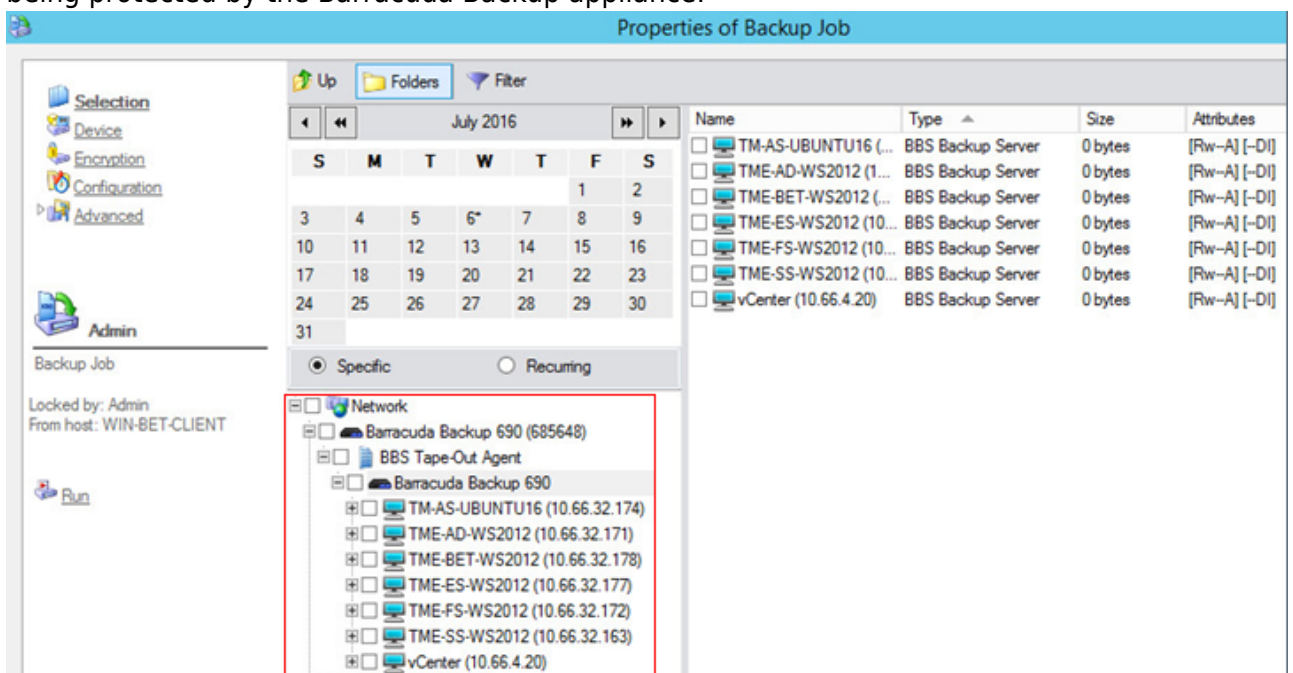 being protected by the Barracuda Backup appliance.
Properties of Backup Job
Selection
Device
Encryption
Configuration
Advanced
Admin
Backup Job
Locked by: Admin
From host: WIN-BET-CLIENT
Run
Up Folders Filter
July 2016
S M T W T F S
1 2
3 4 5 6* 7 8 9
10 11 12 13 14 15 16
17 18 19 20 21 22 23
24 25 26 27 28 29 30
31
Specific Recurring
Network
Barracuda Backup 690 (685648)
BBS Tape-Out Agent
Barracuda Backup 690
TM-AS-UBUNTU16 (10.66.32.174)
TME-AD-WS2012 (10.66.32.171)
TME-BET-WS2012 (10.66.32.178)
TME-ES-WS2012 (10.66.32.177)
TME-FS-WS2012 (10.66.32.172)
TME-SS-WS2012 (10.66.32.163)
vCenter (10.66.4.20)
Name Type Size Attributes
TM-AS-UBUNTU16 (... BBS Backup Server 0 bytes [Rw--A] [--DI]
TME-AD-WS2012 (1... BBS Backup Server 0 bytes [Rw--A] [--DI]
TME-BET-WS2012 (... BBS Backup Server 0 bytes [Rw--A] [--DI]
TME-ES-WS2012 (10... BBS Backup Server 0 bytes [Rw--A] [--DI]
TME-FS-WS2012 (10... BBS Backup Server 0 bytes [Rw--A] [--DI]
TME-SS-WS2012 (10... BBS Backup Server 0 bytes [Rw--A] [--DI]
vCenter (10.66.4.20) BBS Backup Server 0 bytes [Rw--A] [--DI]